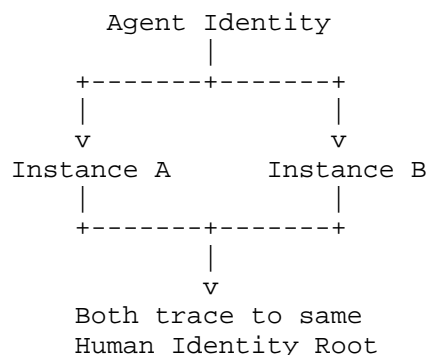 Agent Identity
|
+-------+-------+
| |
v v
Instance A Instance B
| |
+-------+-------+
|
v
Both trace to same
Human Identity Root